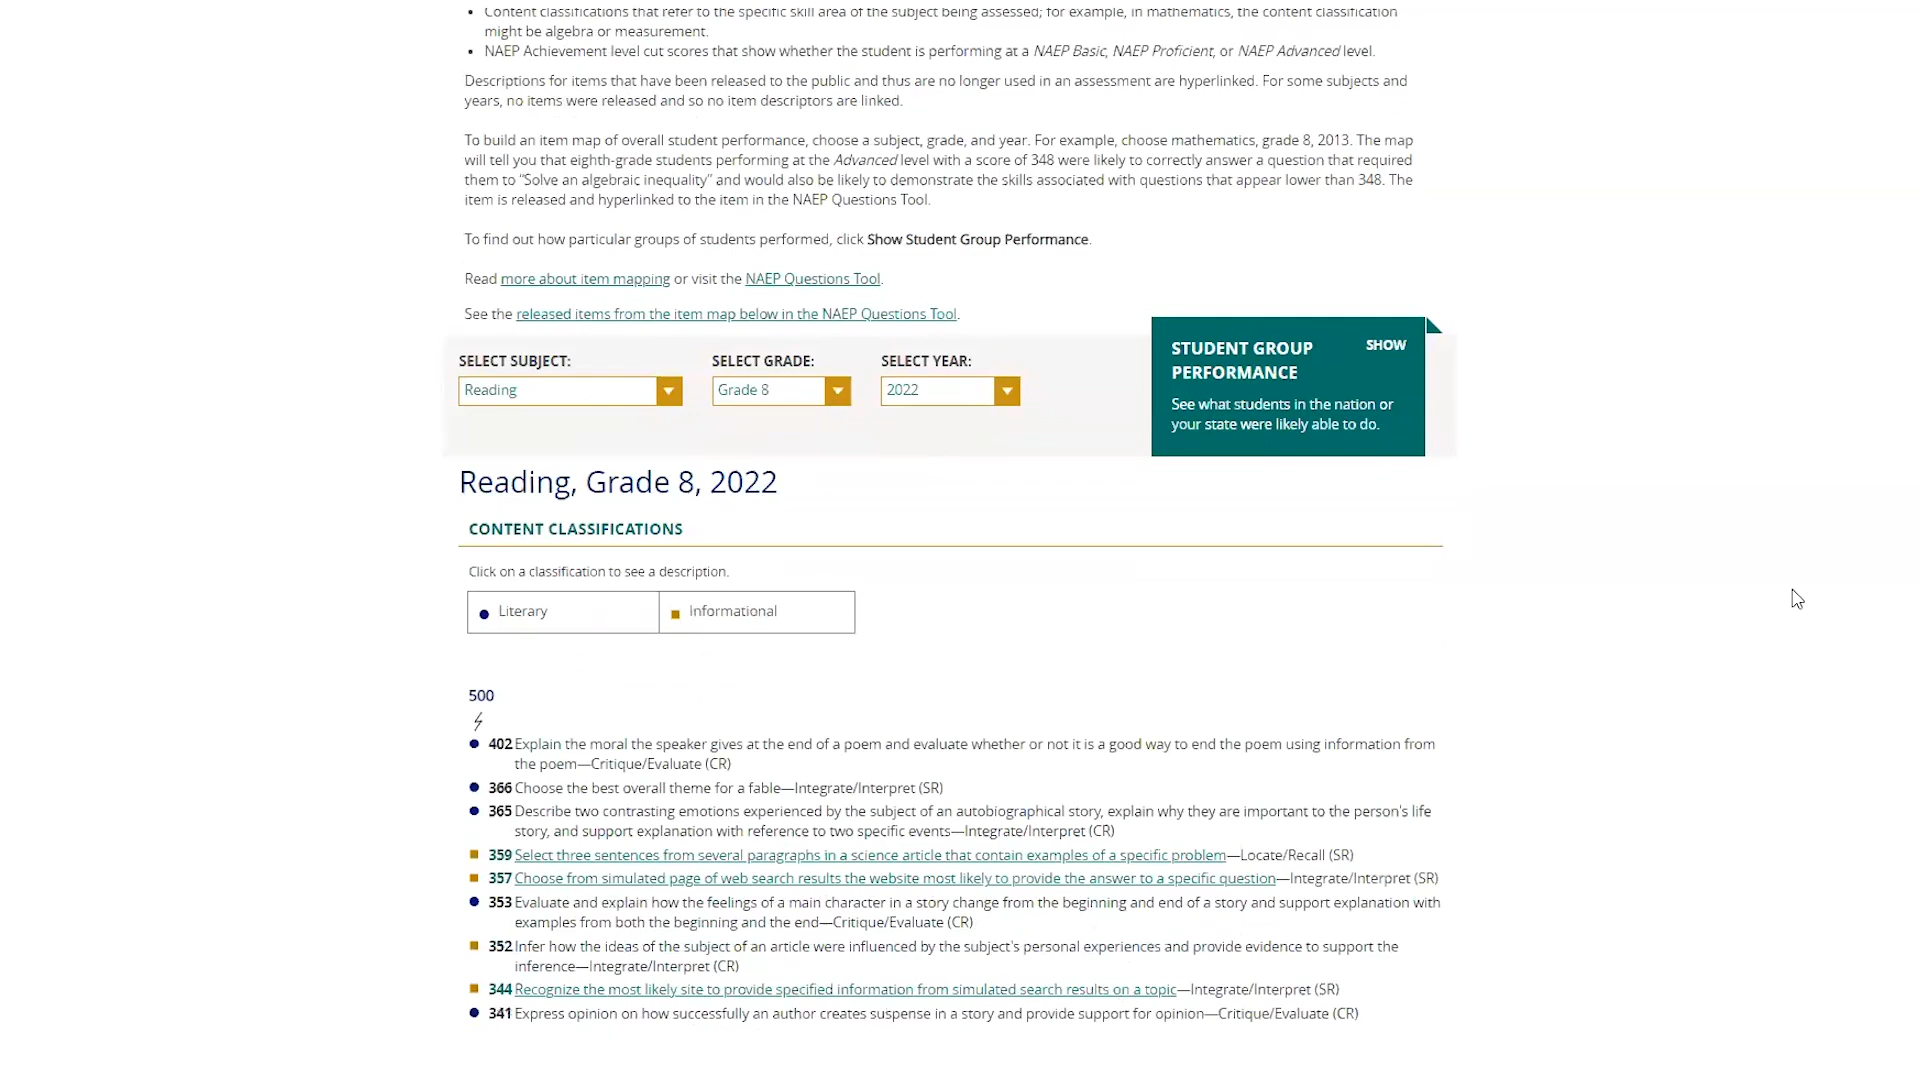 • Content classifications that refer to the specific skill area of the subject being assessed; for example, in mathematics, the content classification
might be algebra or measurement.
• NAEP Achievement level cut scores that show whether the student is performing at a NAEP Basic, NAEP Proficient, or NAEP Advanced level.
Descriptions for items that have been released to the public and thus are no longer used in an assessment are hyperlinked. For some subjects and
years, no items were released and so no item descriptors are linked.
To build an item map of overall student performance, choose a subject, grade, and year. For example, choose mathematics, grade 8, 2013. The map
will tell you that eighth-grade students performing at the Advanced level with a score of 348 were likely to correctly answer a question that required
them to “Solve an algebraic inequality” and would also be likely to demonstrate the skills associated with questions that appear lower than 348. The
item is released and hyperlinked to the item in the NAEP Questions Tool.
To find out how particular groups of students performed, click Show Student Group Performance.
Read more about item mapping or visit the NAEP Questions Tool.
See the released items from the item map below in the NAEP Questions Tool.
SELECT SUBJECT: SELECT GRADE: SELECT YEAR:
Reading Grade 8 2022
STUDENT GROUP SHOW
PERFORMANCE
See what students in the nation or
your state were likely able to do.
Reading, Grade 8, 2022
CONTENT CLASSIFICATIONS
Click on a classification to see a description.
Literary Informational
500
402 Explain the moral the speaker gives at the end of a poem and evaluate whether or not it is a good way to end the poem using information from
the poem—Critique/Evaluate (CR)
366 Choose the best overall theme for a fable—Integrate/Interpret (SR)
365 Describe two contrasting emotions experienced by the subject of an autobiographical story, explain why they are important to the person's life
story, and support explanation with reference to two specific events—Integrate/Interpret (CR)
359 Select three sentences from several paragraphs in a science article that contain examples of a specific problem—Locate/Recall (SR)
357 Choose from simulated page of web search results the website most likely to provide the answer to a specific question—Integrate/Interpret (SR)
353 Evaluate and explain how the feelings of a main character in a story change from the beginning and end of a story and support explanation with
examples from both the beginning and the end—Critique/Evaluate (CR)
352 Infer how the ideas of the subject of an article were influenced by the subject's personal experiences and provide evidence to support the
inference—Integrate/Interpret (CR)
344 Recognize the most likely site to provide specified information from simulated search results on a topic—Integrate/Interpret (SR)
341 Express opinion on how successfully an author creates suspense in a story and provide support for opinion—Critique/Evaluate (CR)